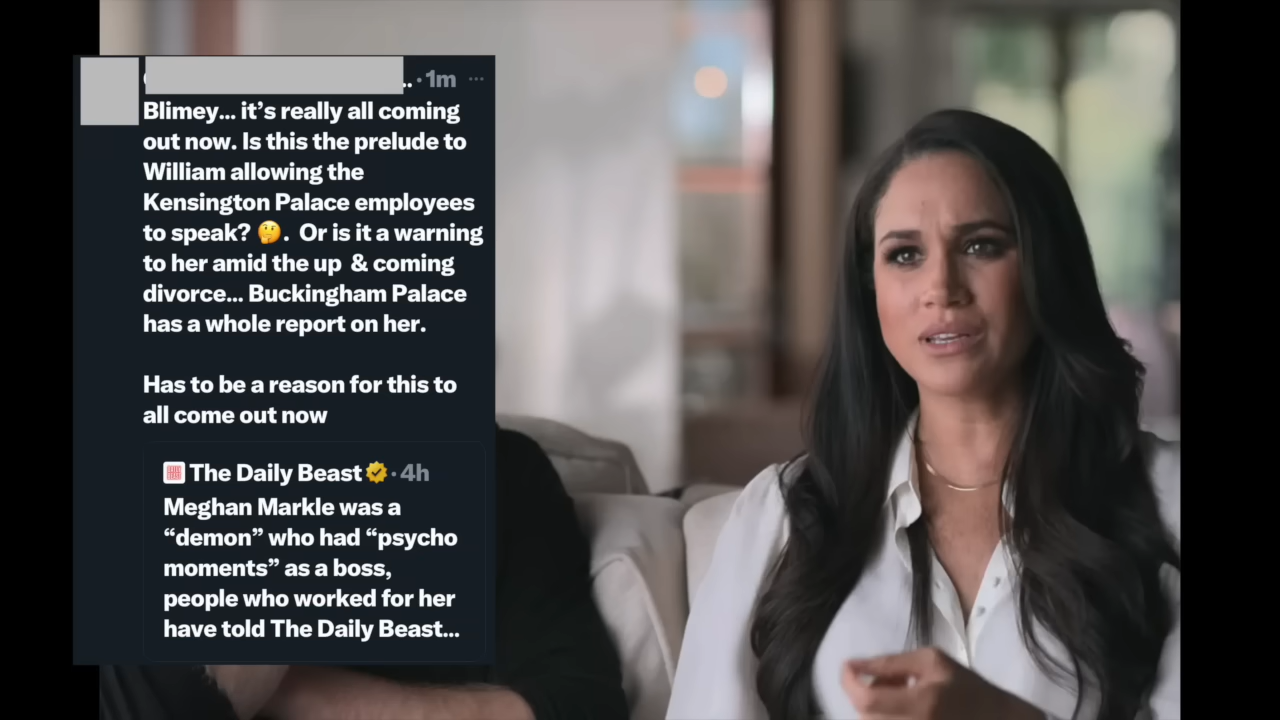 .. · 1m ...
Blimey... it's really all coming
out now. Is this the prelude to
William allowing the
Kensington Palace employees
to speak? 🤔. Or is it a warning
to her amid the up & coming
divorce... Buckingham Palace
has a whole report on her.
Has to be a reason for this to
all come out now
The Daily Beast · 4h
Meghan Markle was a
“demon” who had “psycho
moments” as a boss,
people who worked for her
have told The Daily Beast...